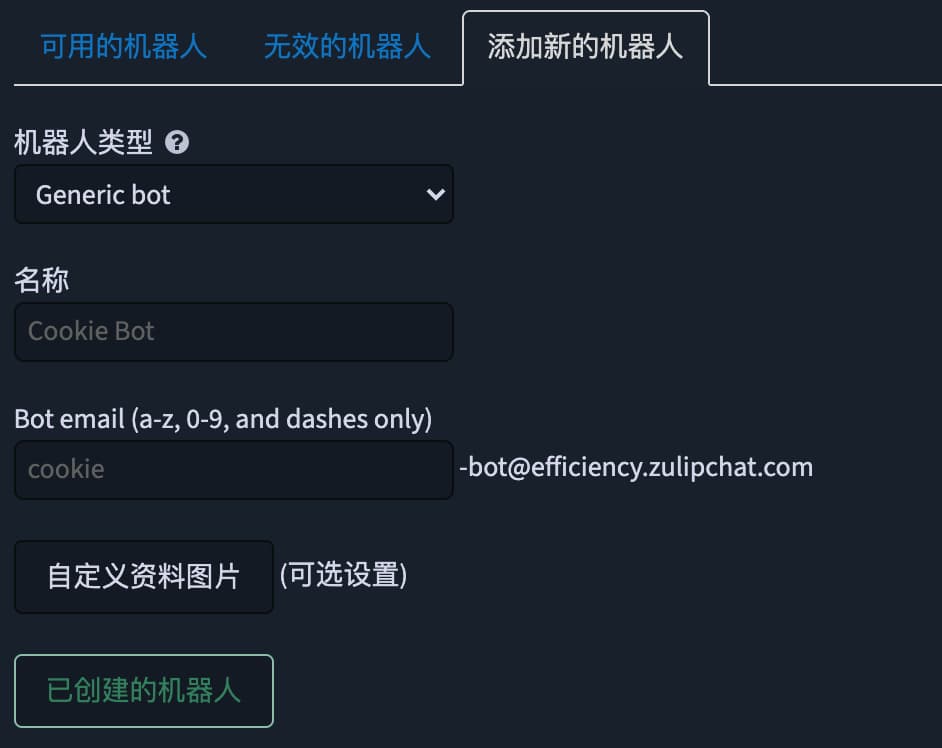 可用的机器人 无效的机器人 添加新的机器人
机器人类型 ?
Generic bot
名称
Cookie Bot
Bot email (a-z, 0-9, and dashes only)
cookie -bot@efficiency.zulipchat.com
自定义资料图片 (可选设置)
已创建的机器人